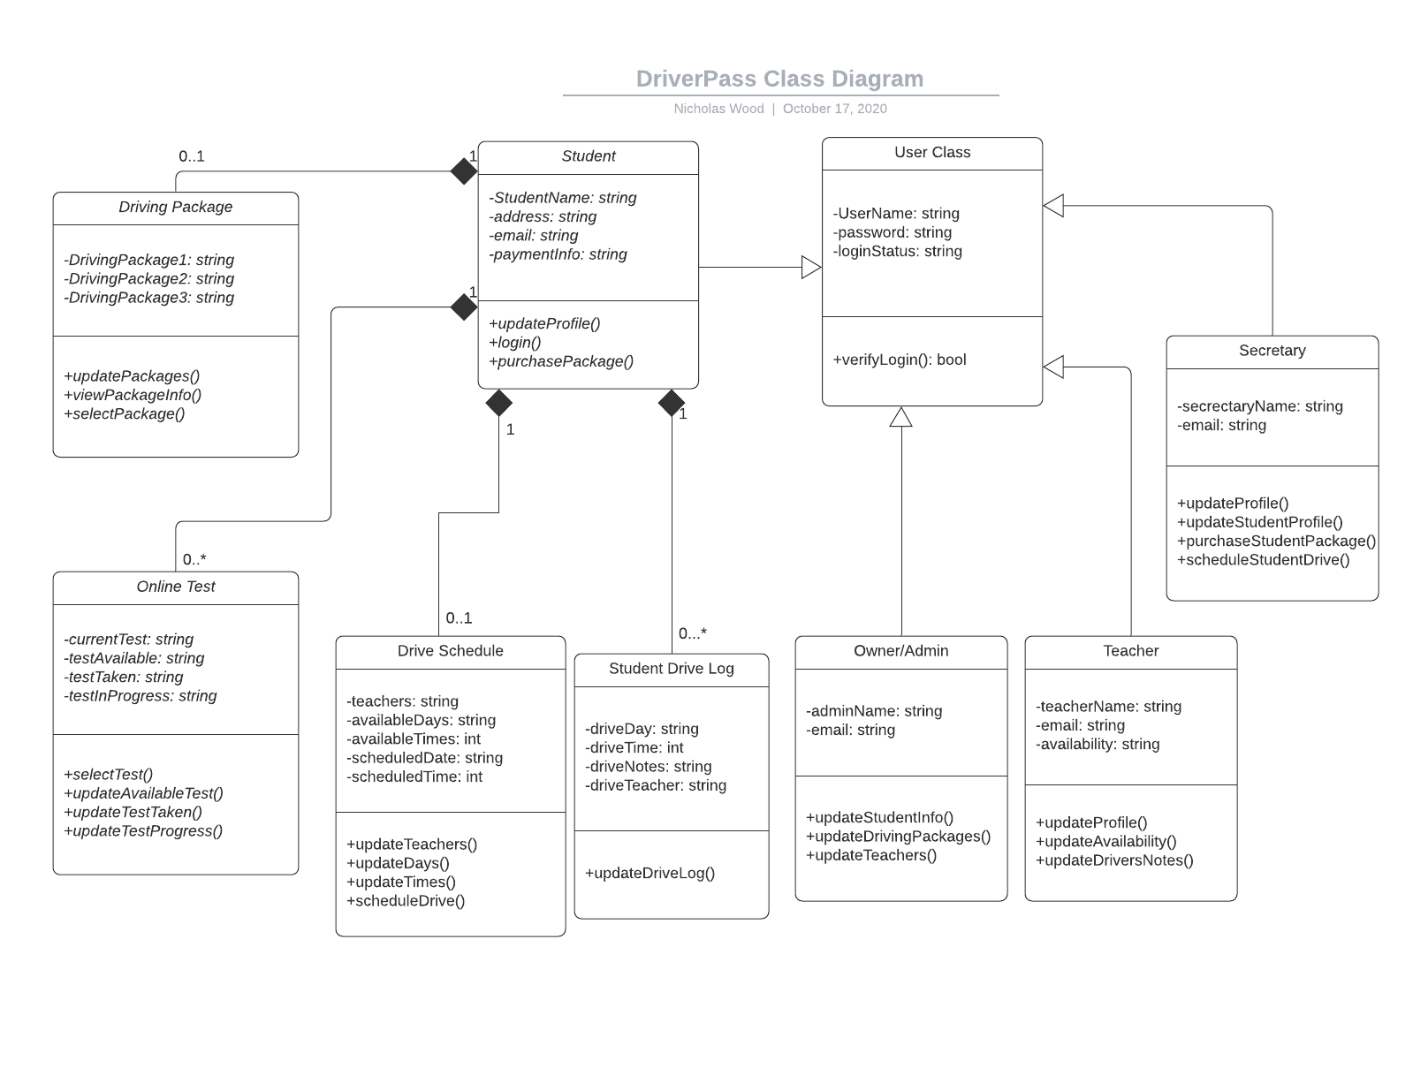 DriverPass Class Diagram
Nicholas Wood | October 17, 2020
0..1
1
Driving Package
-DrivingPackage1: string
-DrivingPackage2: string
-DrivingPackage3: string
+updatePackages()
+viewPackageInfo()
+selectPackage()
Student
-StudentName: string
-address: string
-email: string
-paymentInfo: string
+updateProfile()
+login()
+purchasePackage()
1
1
1
User Class
-UserName: string
-password: string
-loginStatus: string
+verifyLogin(): bool
Secretary
-secrectaryName: string
-email: string
+updateProfile()
+updateStudentProfile()
+purchaseStudentPackage()
+scheduleStudentDrive()
0..*
Online Test
-currentTest: string
-testAvailable: string
-testTaken: string
-testInProgress: string
+selectTest()
+updateAvailableTest()
+updateTestTaken()
+updateTestProgress()
0..1
Drive Schedule
-teachers: string
-availableDays: string
-availableTimes: int
-scheduledDate: string
-scheduledTime: int
+updateTeachers()
+updateDays()
+updateTimes()
+scheduleDrive()
0...*
Student Drive Log
-driveDay: string
-driveTime: int
-driveNotes: string
-driveTeacher: string
+updateDriveLog()
Owner/Admin
-adminName: string
-email: string
+updateStudentInfo()
+updateDrivingPackages()
+updateTeachers()
Teacher
-teacherName: string
-email: string
-availability: string
+updateProfile()
+updateAvailability()
+updateDriversNotes()